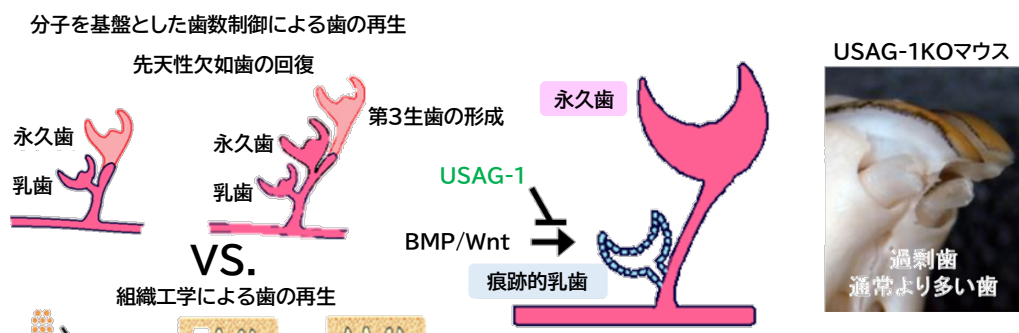 分子を基盤とした歯数制御による歯の再生
先天性欠如歯の回復
永久歯
乳歯
第3生歯の形成
永久歯
乳歯
VS.
組織工学による歯の再生
永久歯
USAG-1
BMP/Wnt
痕跡的乳歯
USAG-1KOマウス
過剰歯
通常より多い歯